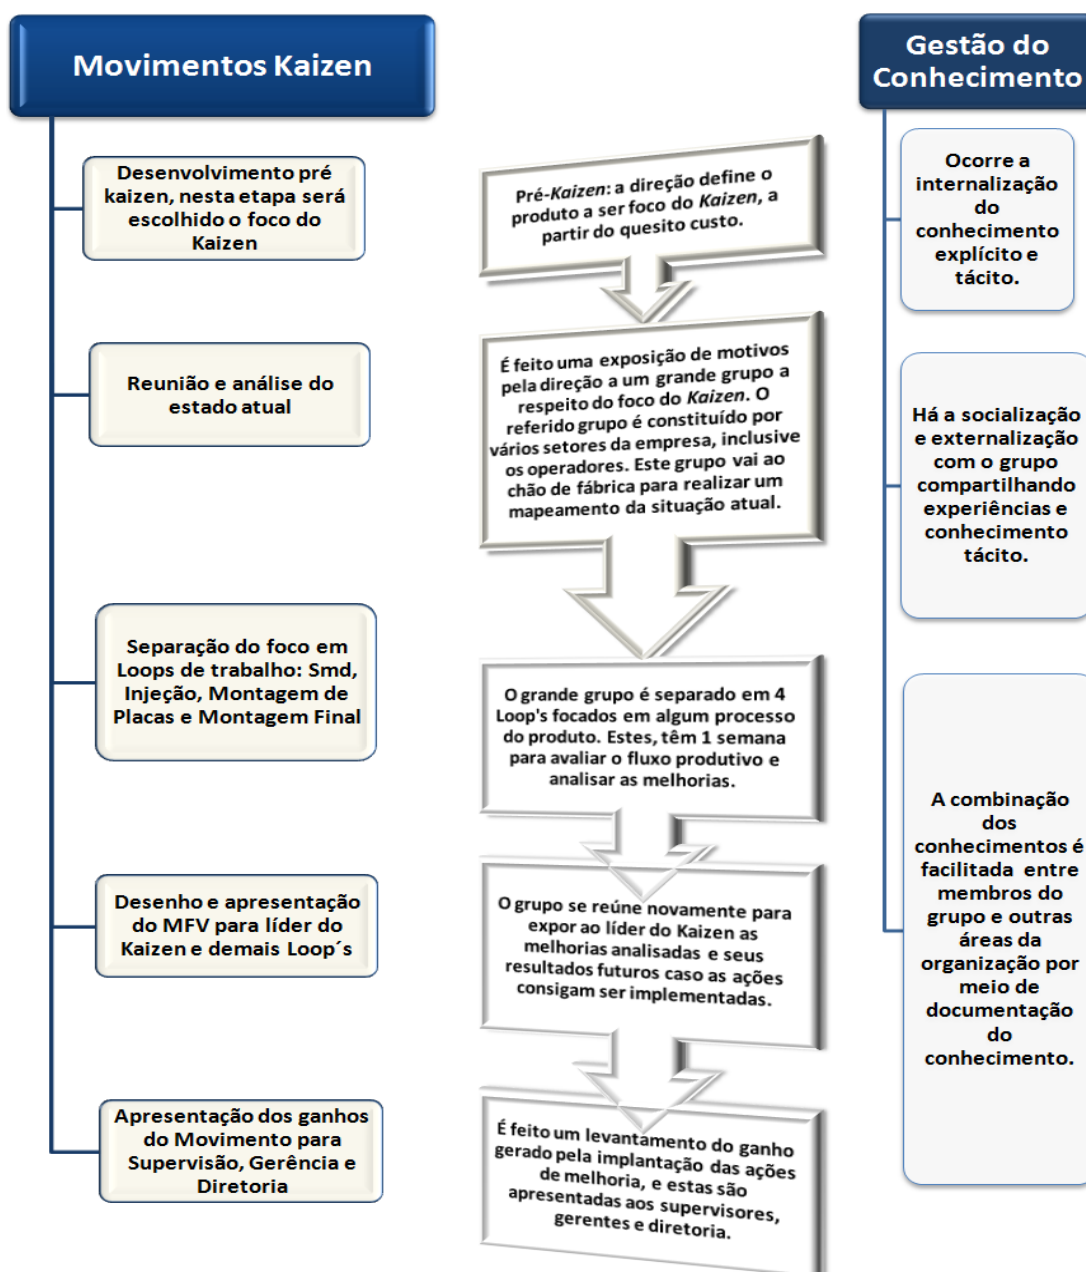 Movimentos Kaizen
Desenvolvimento pré
kaizen, nesta etapa será
escolhido o foco do
Kaizen
Reunião e análise do
estado atual
Separação do foco em
Loops de trabalho: Smd,
Injeção, Montagem de
Placas e Montagem Final
Desenho e apresentação
do MFV para líder do
Kaizen e demais Loop´s
Apresentação dos ganhos
do Movimento para
Supervisão, Gerência e
Diretoria
Pré-Kaizen: a direção define o
produto a ser foco do Kaizen, a
partir do quesito custo.
É feito uma exposição de motivos
pela direção a um grande grupo a
respeito do foco do Kaizen. O
referido grupo é constituído por
vários setores da empresa, inclusive
os operadores. Este grupo vai ao
chão de fábrica para realizar um
mapeamento da situação atual.
O grande grupo é separado em 4
Loop's focados em algum processo
do produto. Estes, têm 1 semana
para avaliar o fluxo produtivo e
analisar as melhorias.
O grupo se reúne novamente para
expor ao líder do Kaizen as
melhorias analisadas e seus
resultados futuros caso as ações
consigam ser implementadas.
É feito um levantamento do ganho
gerado pela implantação das ações
de melhoria, e estas são
apresentadas aos supervisores,
gerentes e diretoria.
Gestão do
Conhecimento
Ocorre a
internalização
do
conhecimento
explícito e
tácito.
Há a socialização
e externalização
com o grupo
compartilhando
experiências e
conhecimento
tácito.
A combinação
dos
conhecimentos é
facilitada entre
membros do
grupo e outras
áreas da
organização por
meio de
documentação
do
conhecimento.